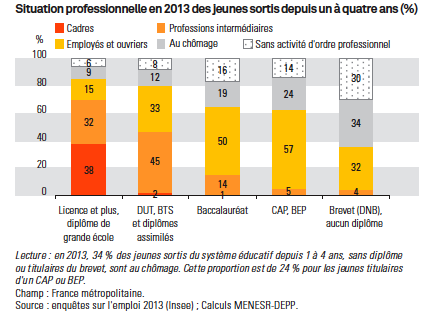 Situation professionnelle en 2013 des jeunes sortis depuis un à quatre ans (%)
Cadres Professions intermédiaires
Employés et ouvriers Au chômage Sans activité d'ordre professionnel
%
100
80
60
40
20
0
6 9 15 32 38
8 12 33 45 2
16 19 50 14 1
14 24 57 5
30 34 32 4
Licence et plus, diplôme de grande école
DUT, BTS et diplômes assimilés
Baccalauréat
CAP, BEP
Brevet (DNB), aucun diplôme
Lecture : en 2013, 34 % des jeunes sortis du système éducatif depuis 1 à 4 ans, sans diplôme
ou titulaires du brevet, sont au chômage. Cette proportion est de 24 % pour les jeunes titulaires
d'un CAP ou BEP.
Champ : France métropolitaine.
Source : enquêtes sur l'emploi 2013 (Insee) ; Calculs MENESR-DEPP.